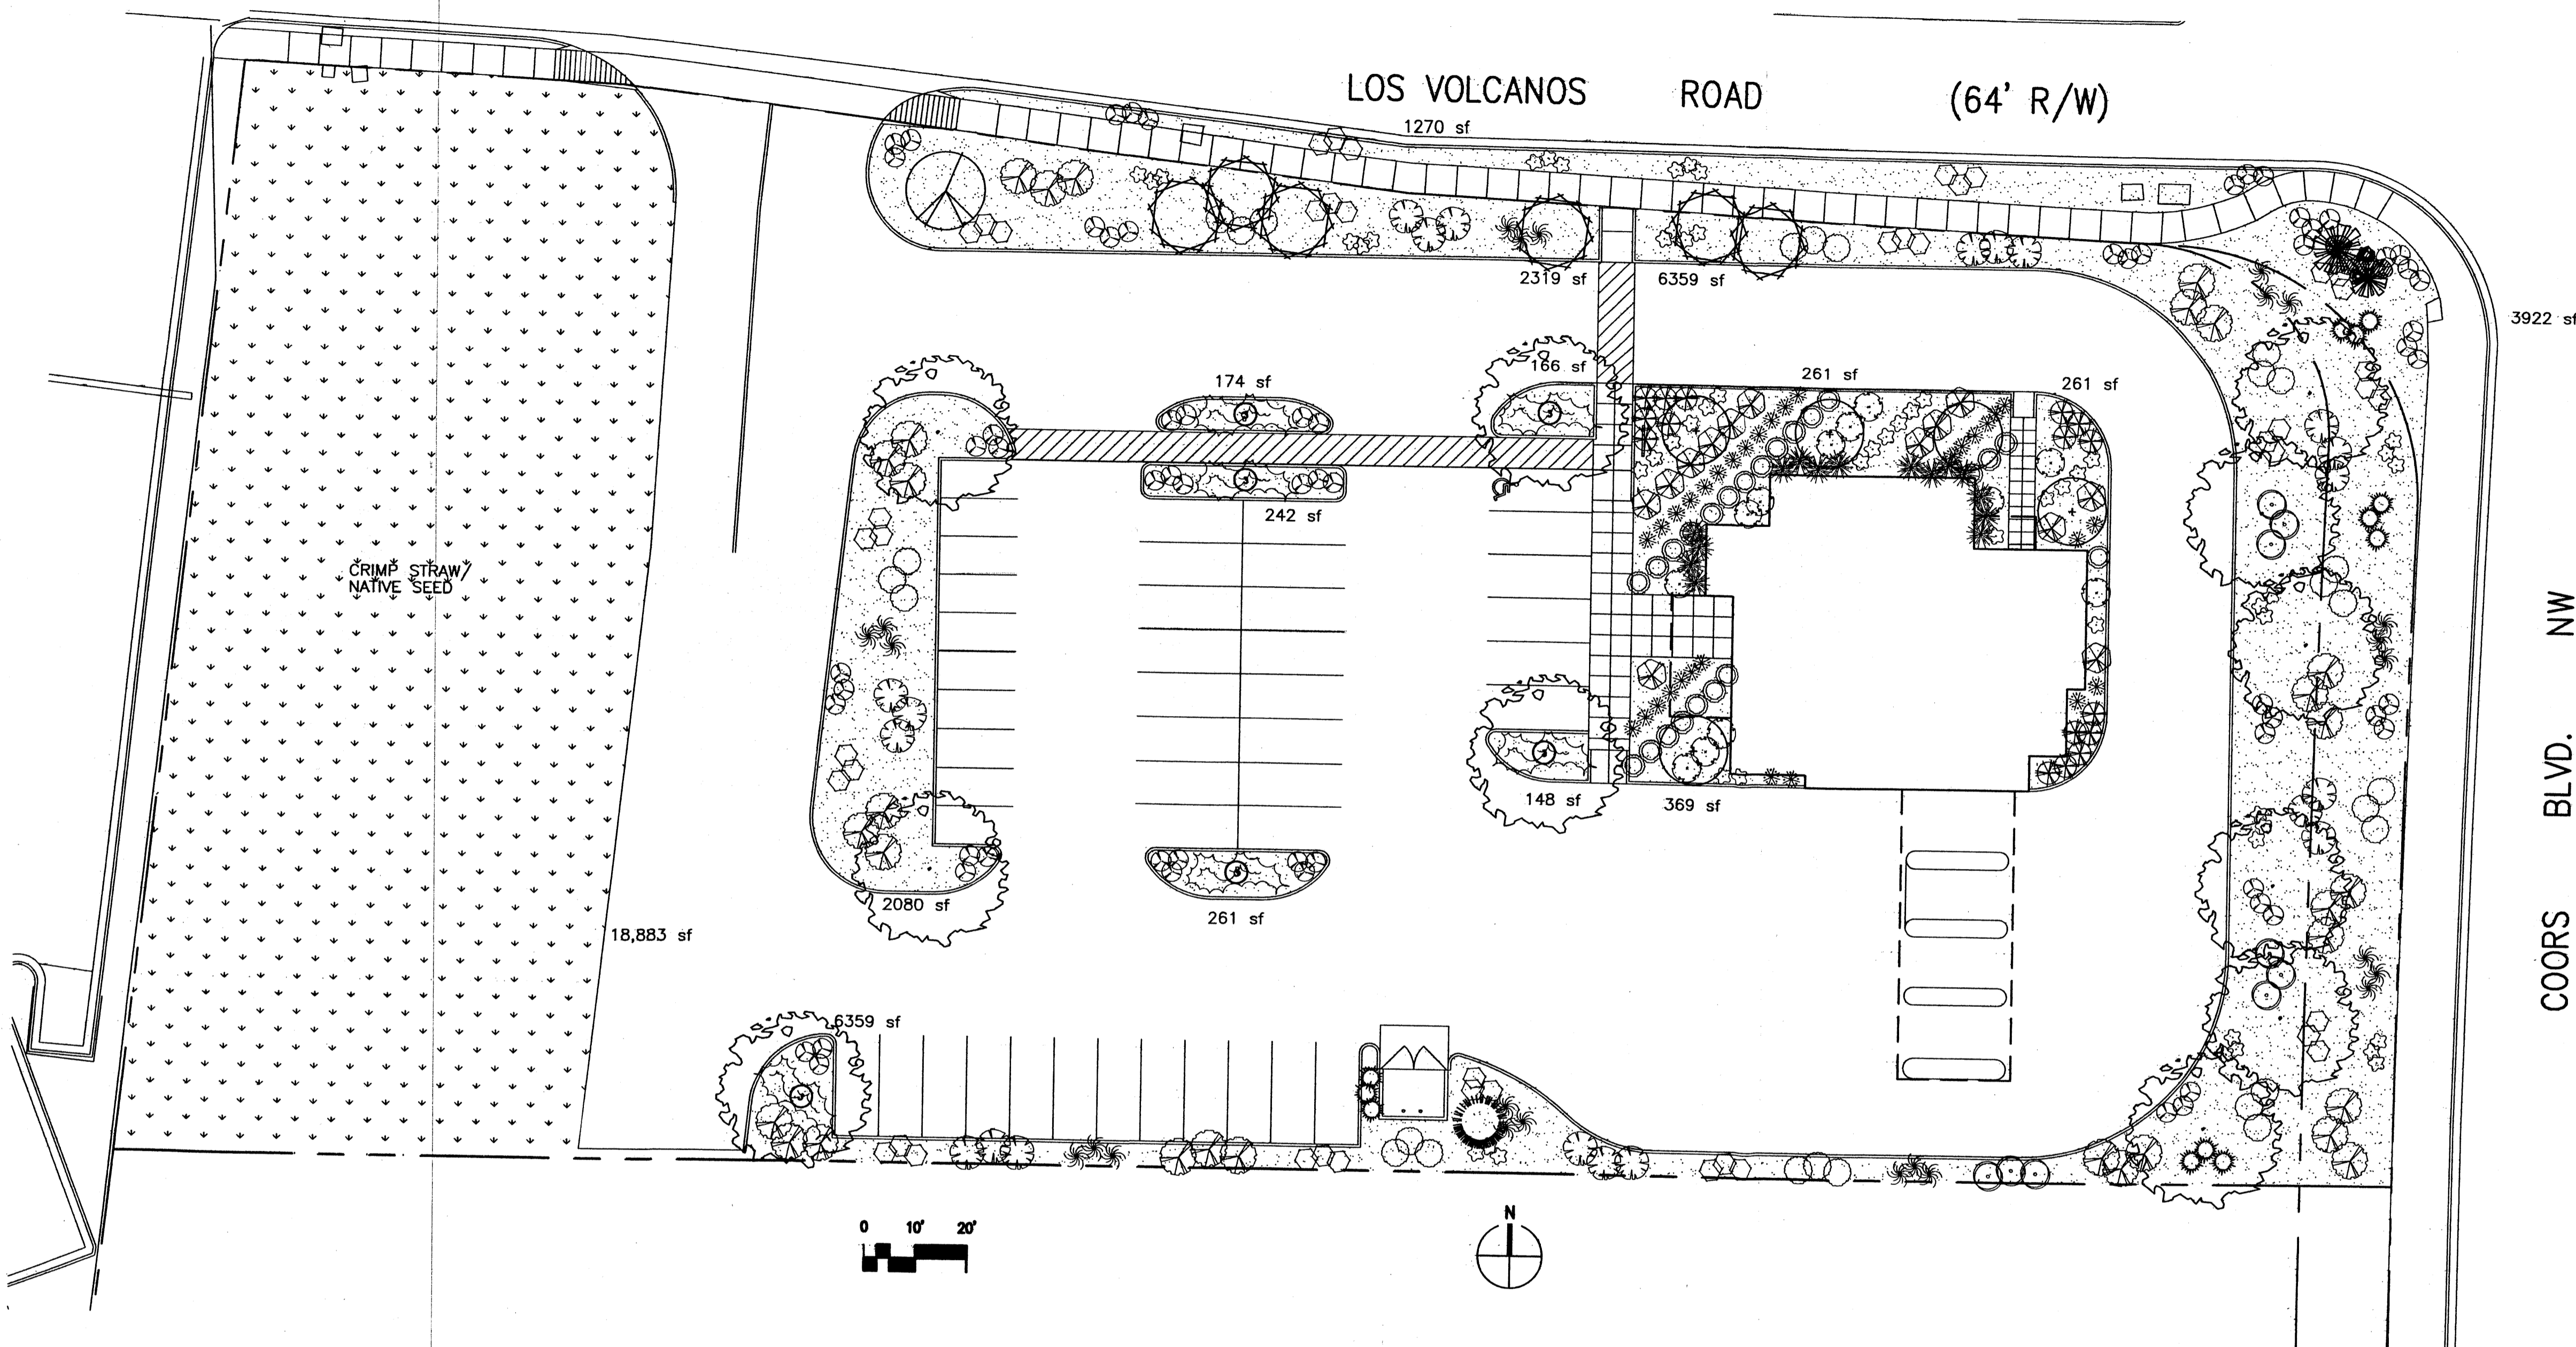 LOS VOLCANOS ROAD (64' R/W)
1270 sf
2319 sf
6359 sf
3922 sf
166 sf
174 sf
261 sf
261 sf
242 sf
CRIMP STRAW/
NATIVE SEED
COORS BLVD. NW
148 sf
369 sf
2080 sf
261 sf
18,883 sf
6359 sf
0 10' 20'
N